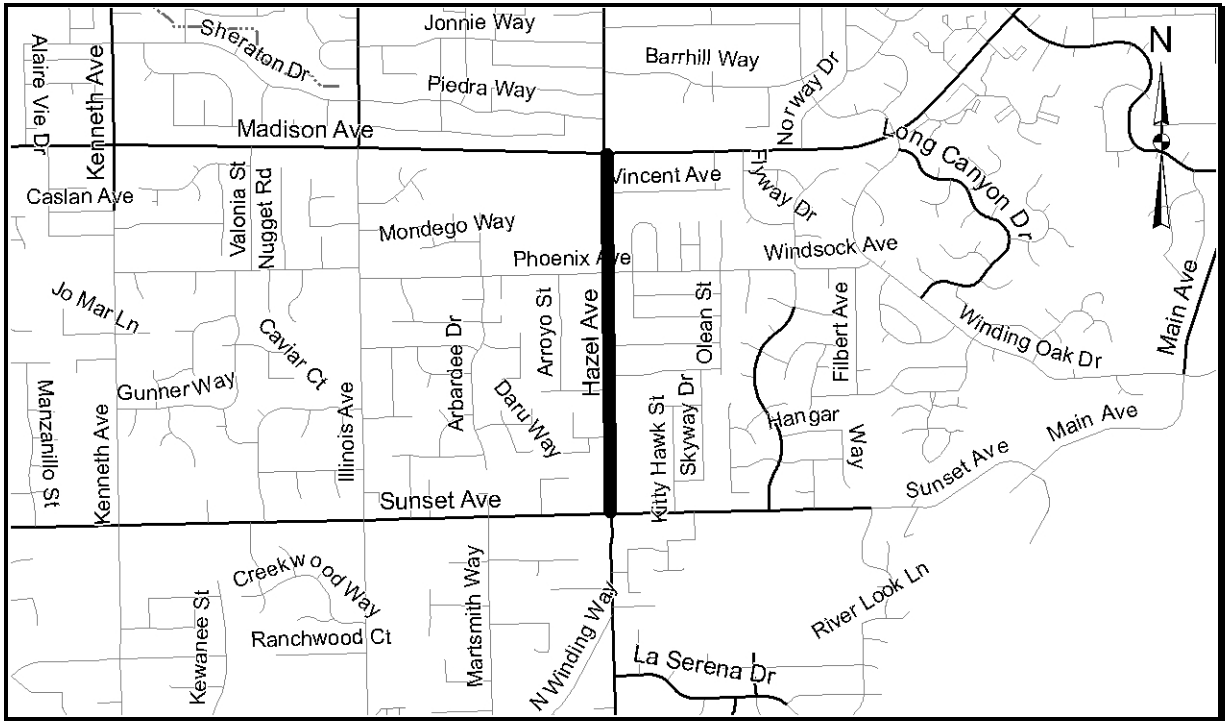 Jonnie Way
Sheraton Dr
Alaire Vie Dr
Kenneth Ave
Barrhill Way
Norway Dr
N
Piedra Way
Madison Ave
Long Canyon Dr
Caslan Ave
Valonia St
Nugget Rd
Vincent Ave
Flyway Dr
Mondego Way
Phoenix Ave
Windsock Ave
Jo Mar Ln
Caviar Ct
Arbardee Dr
Arroyo St
Hazel Ave
Olean St
Filbert Ave
Winding Oak Dr
Main Ave
Gunner Way
Manzanillo St
Kenneth Ave
Illinois Ave
Daru Way
Kitty Hawk St
Skyway Dr
Hangar
Way
Main Ave
Sunset Ave
Sunset Ave
Creekwood Way
Kewanee St
Ranchwood Ct
Martsmith Way
N Winding Way
River Look Ln
La Serena Dr